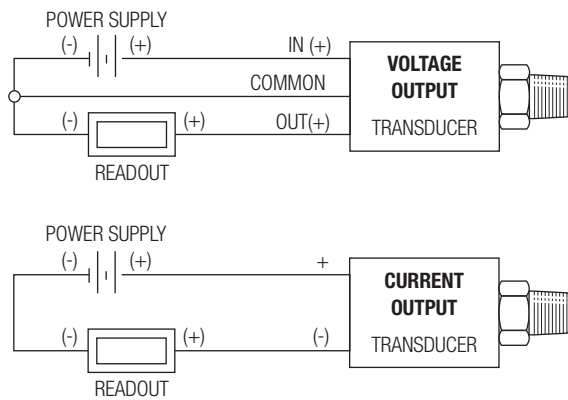 POWER SUPPLY
(-) (+) IN (+)
COMMON
(-) (+) OUT(+)
READOUT
VOLTAGE
OUTPUT
TRANSDUCER
POWER SUPPLY
(-) (+) +
(-) (+) (-)
READOUT
CURRENT
OUTPUT
TRANSDUCER